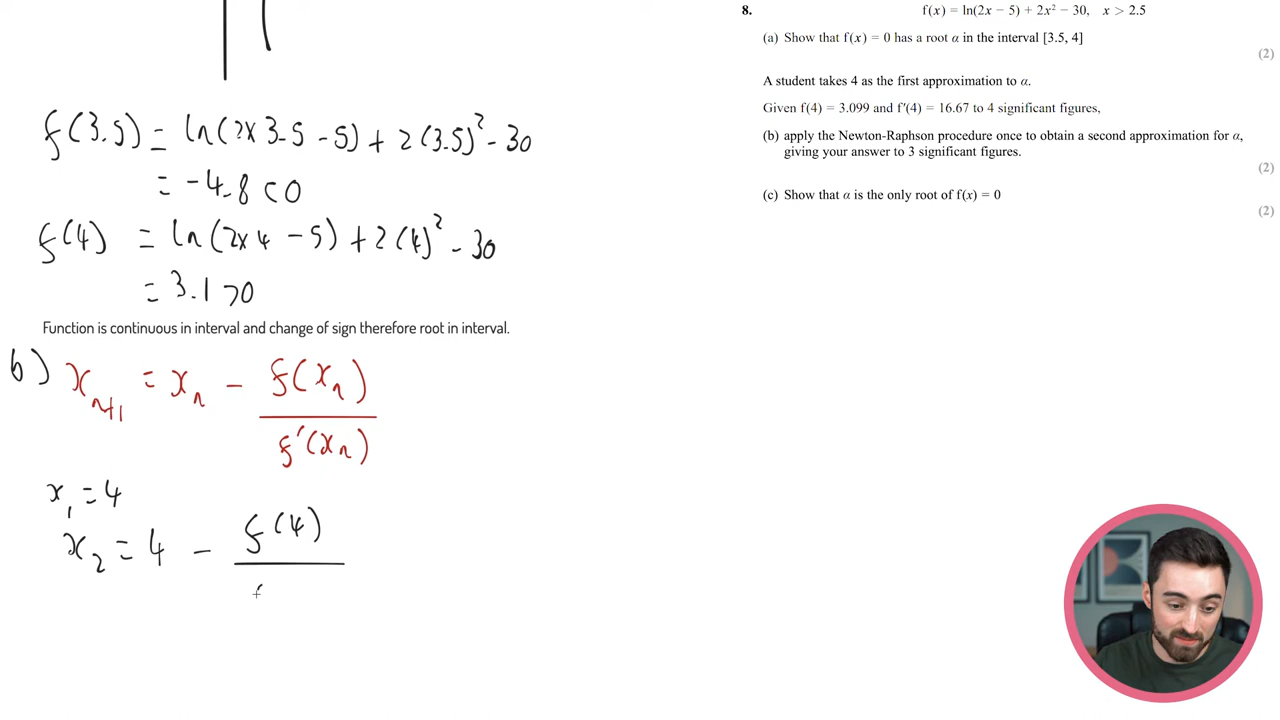 f(3.5) = ln(2x3.5 - 5) + 2(3.5)² - 30
= -4.8 < 0
f(4) = ln(2x4 - 5) + 2(4)² - 30
= 3.1 > 0
Function is continuous in interval and change of sign therefore root in interval.
b) xₙ₊₁ = xₙ - f(xₙ) / f'(xₙ)
x₁ = 4
x₂ = 4 - f(4) / f
8. f(x) = ln(2x – 5) + 2x² – 30, x > 2.5
(a) Show that f(x) = 0 has a root α in the interval [3.5, 4]
(2)
A student takes 4 as the first approximation to α.
Given f(4) = 3.099 and f′(4) = 16.67 to 4 significant figures,
(b) apply the Newton-Raphson procedure once to obtain a second approximation for α,
giving your answer to 3 significant figures.
(2)
(c) Show that α is the only root of f(x) = 0
(2)